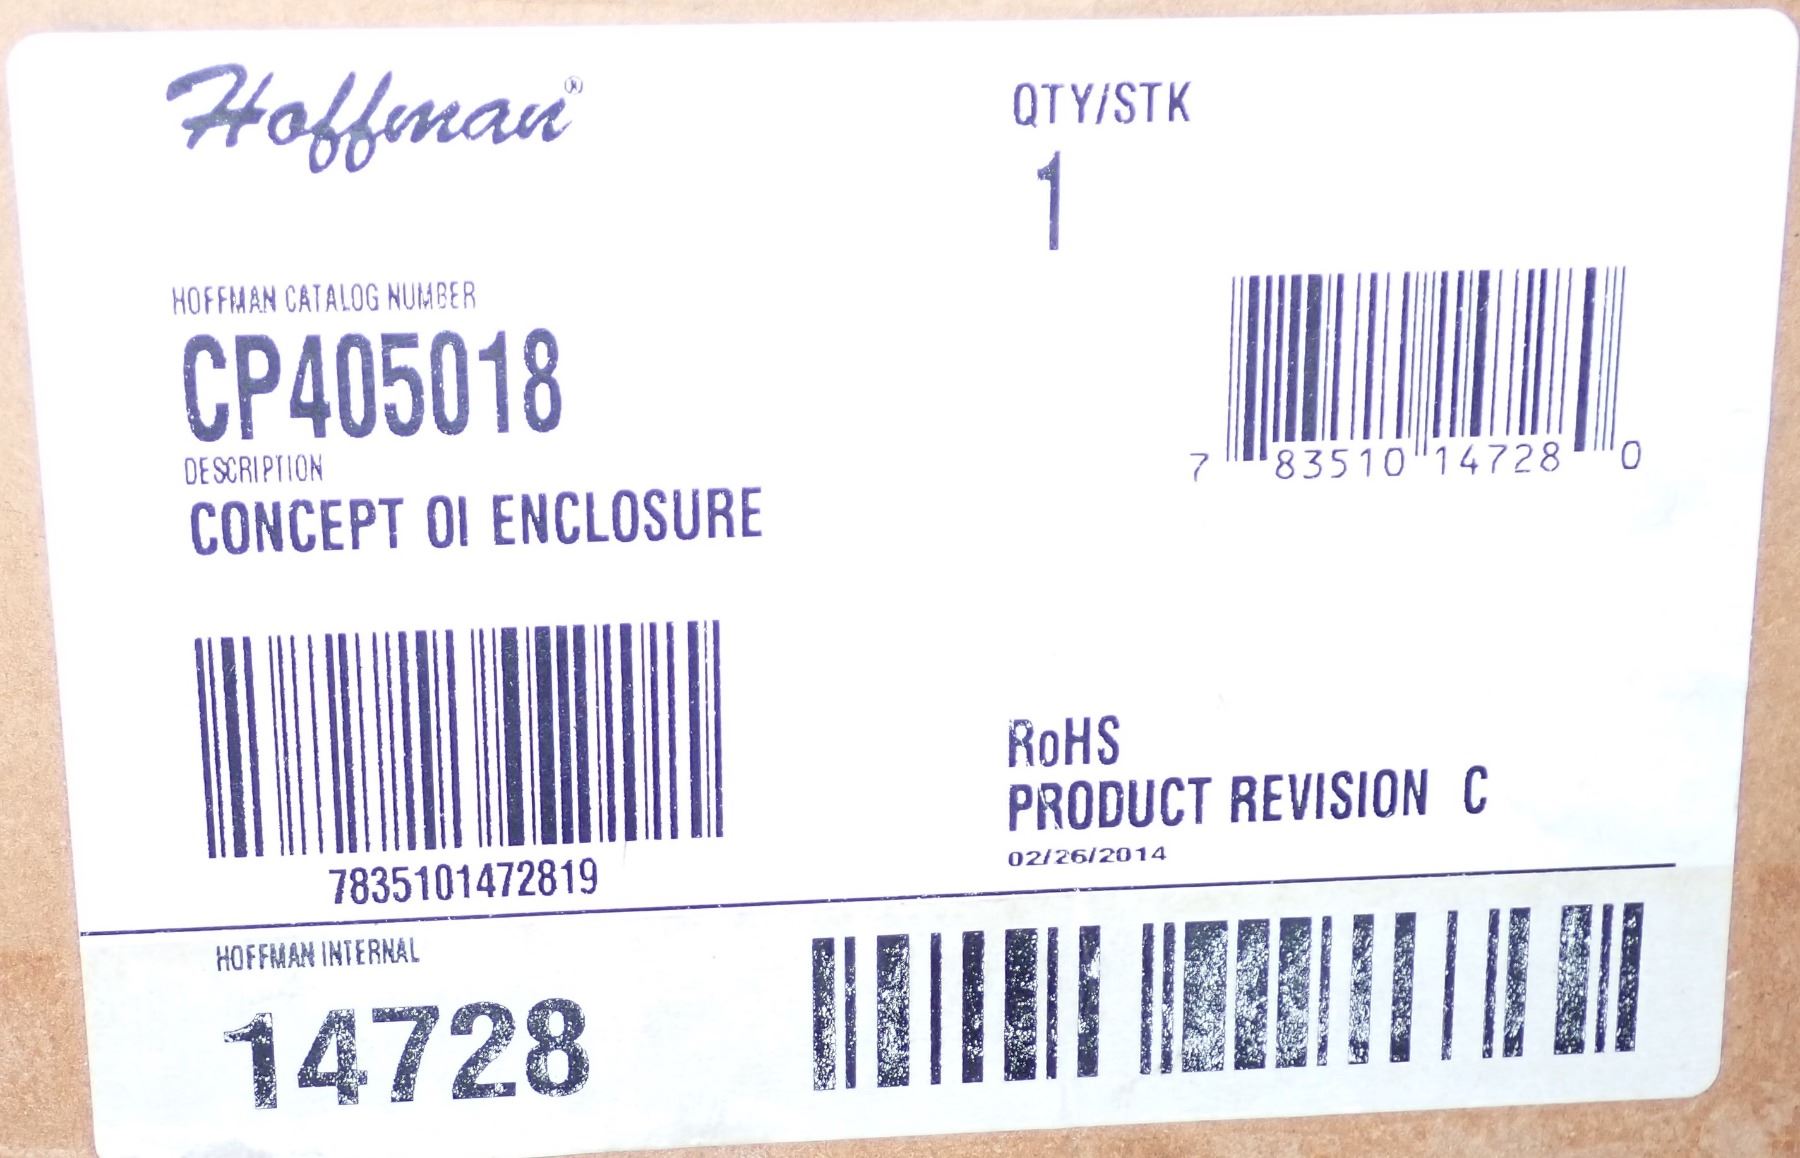 Hoffman®
QTY/STK
1
HOFFMAN CATALOG NUMBER
CP405018
7 83510 14728 0
DESCRIPTION
CONCEPT OI ENCLOSURE
7835101472819
RoHS
PRODUCT REVISION C
02/26/2014
HOFFMAN INTERNAL
14728